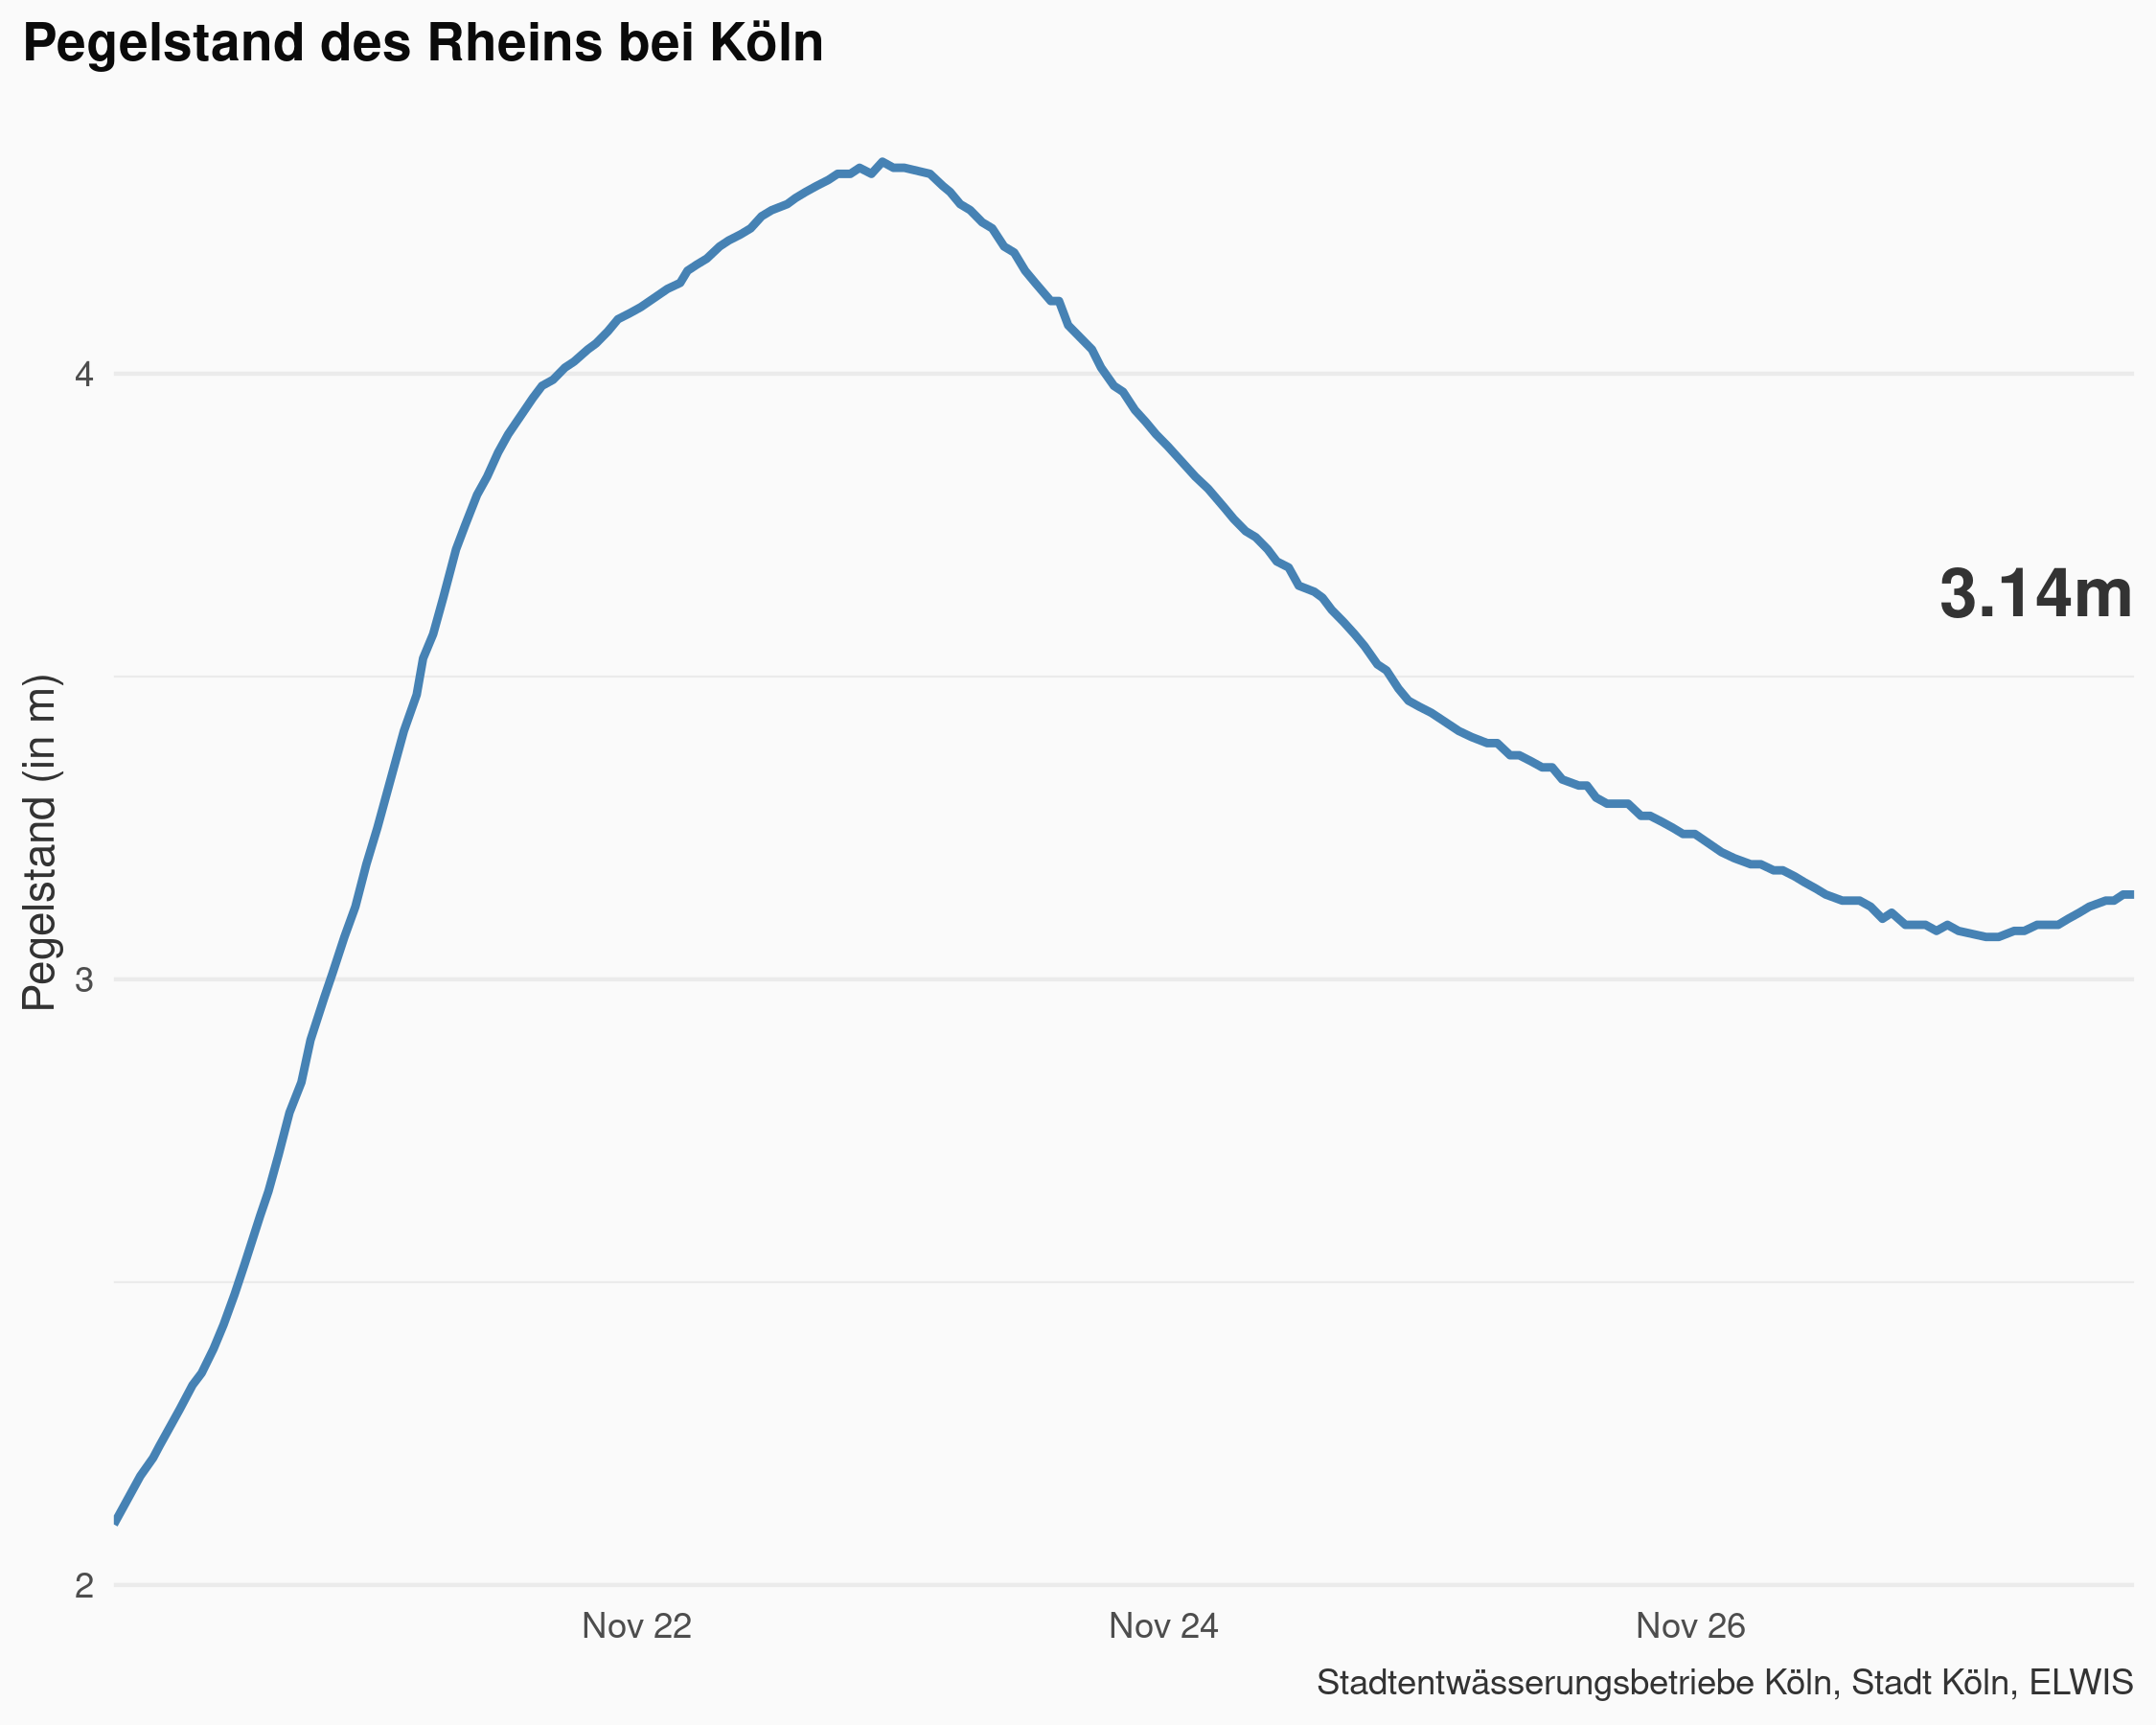 Pegelstand des Rheins bei Köln
Pegelstand (in m)
4
3
2
3.14m
Nov 22
Nov 24
Nov 26
Stadtentwässerungsbetriebe Köln, Stadt Köln, ELWIS